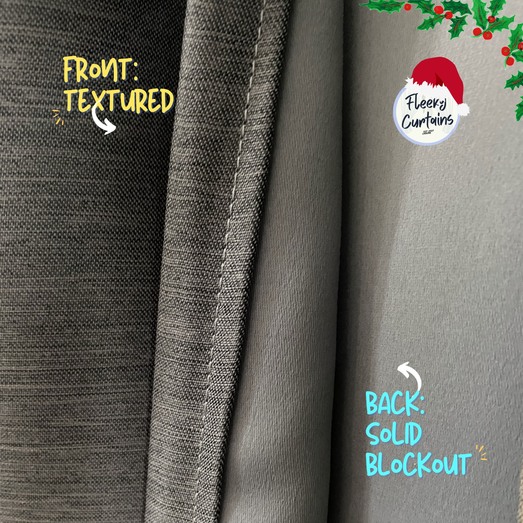 FRONT:
TEXTURED
Fleeky
Curtains
BACK:
SOLID
BLOCKOUT